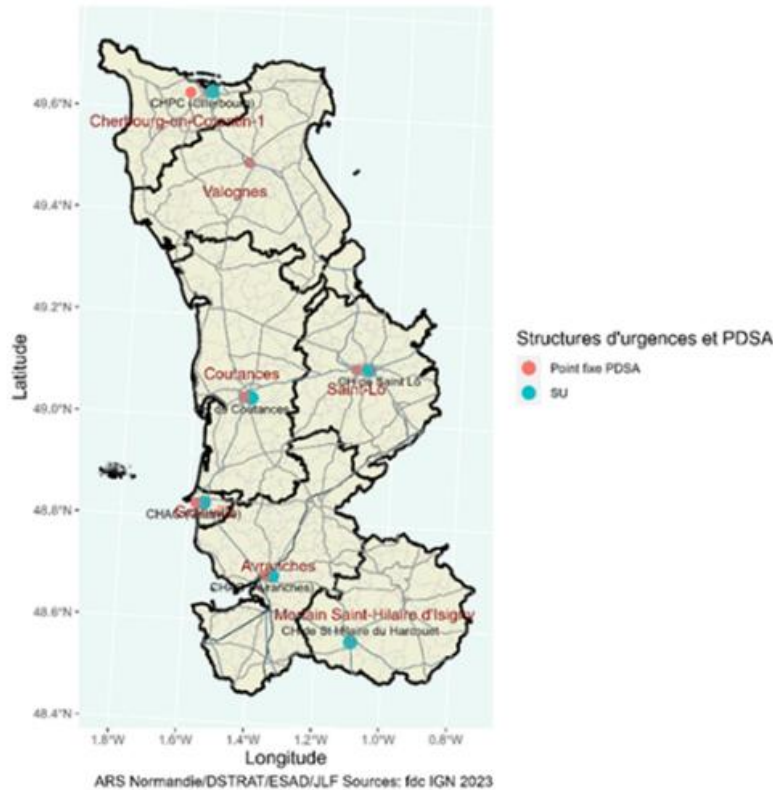 49.6°N
CHPC (Cherbourg)
Cherbourg-en-Cotentin-1
Valognes
49.4°N
49.2°N
Latitude
Coutances
CH de Saint Lô
Saint-Lô
49.0°N
de Coutances
48.8°N
Avranches
48.6°N
Mortain Saint-Hilaire d'Isigny
CH de St Hilaire du Harcouet
48.4°N
1.8°W 1.6°W 1.4°W 1.2°W 1.0°W 0.8°W
Longitude
Structures d'urgences et PDSA
Point fixe PDSA
SU
ARS Normandie/DSTRAT/ESAD/JLF Sources: fdc IGN 2023